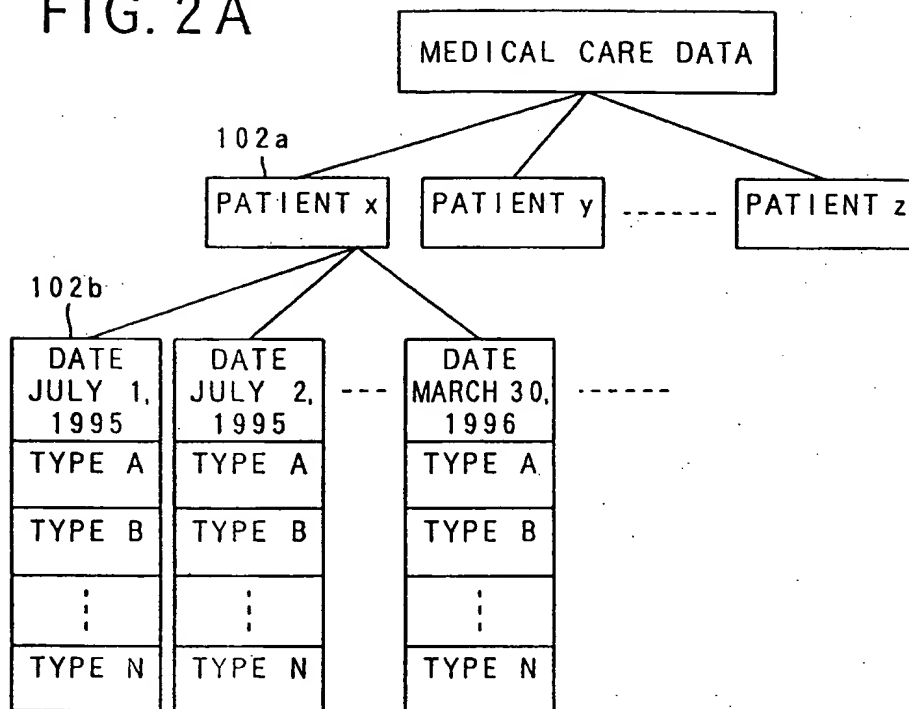 FIG. 2A
MEDICAL CARE DATA
102a
PATIENT x
PATIENT y
PATIENT z
102b
DATE
JULY 1,
1995
TYPE A
TYPE B
TYPE N
DATE
JULY 2,
1995
TYPE A
TYPE B
TYPE N
DATE
MARCH 30,
1996
TYPE A
TYPE B
TYPE N